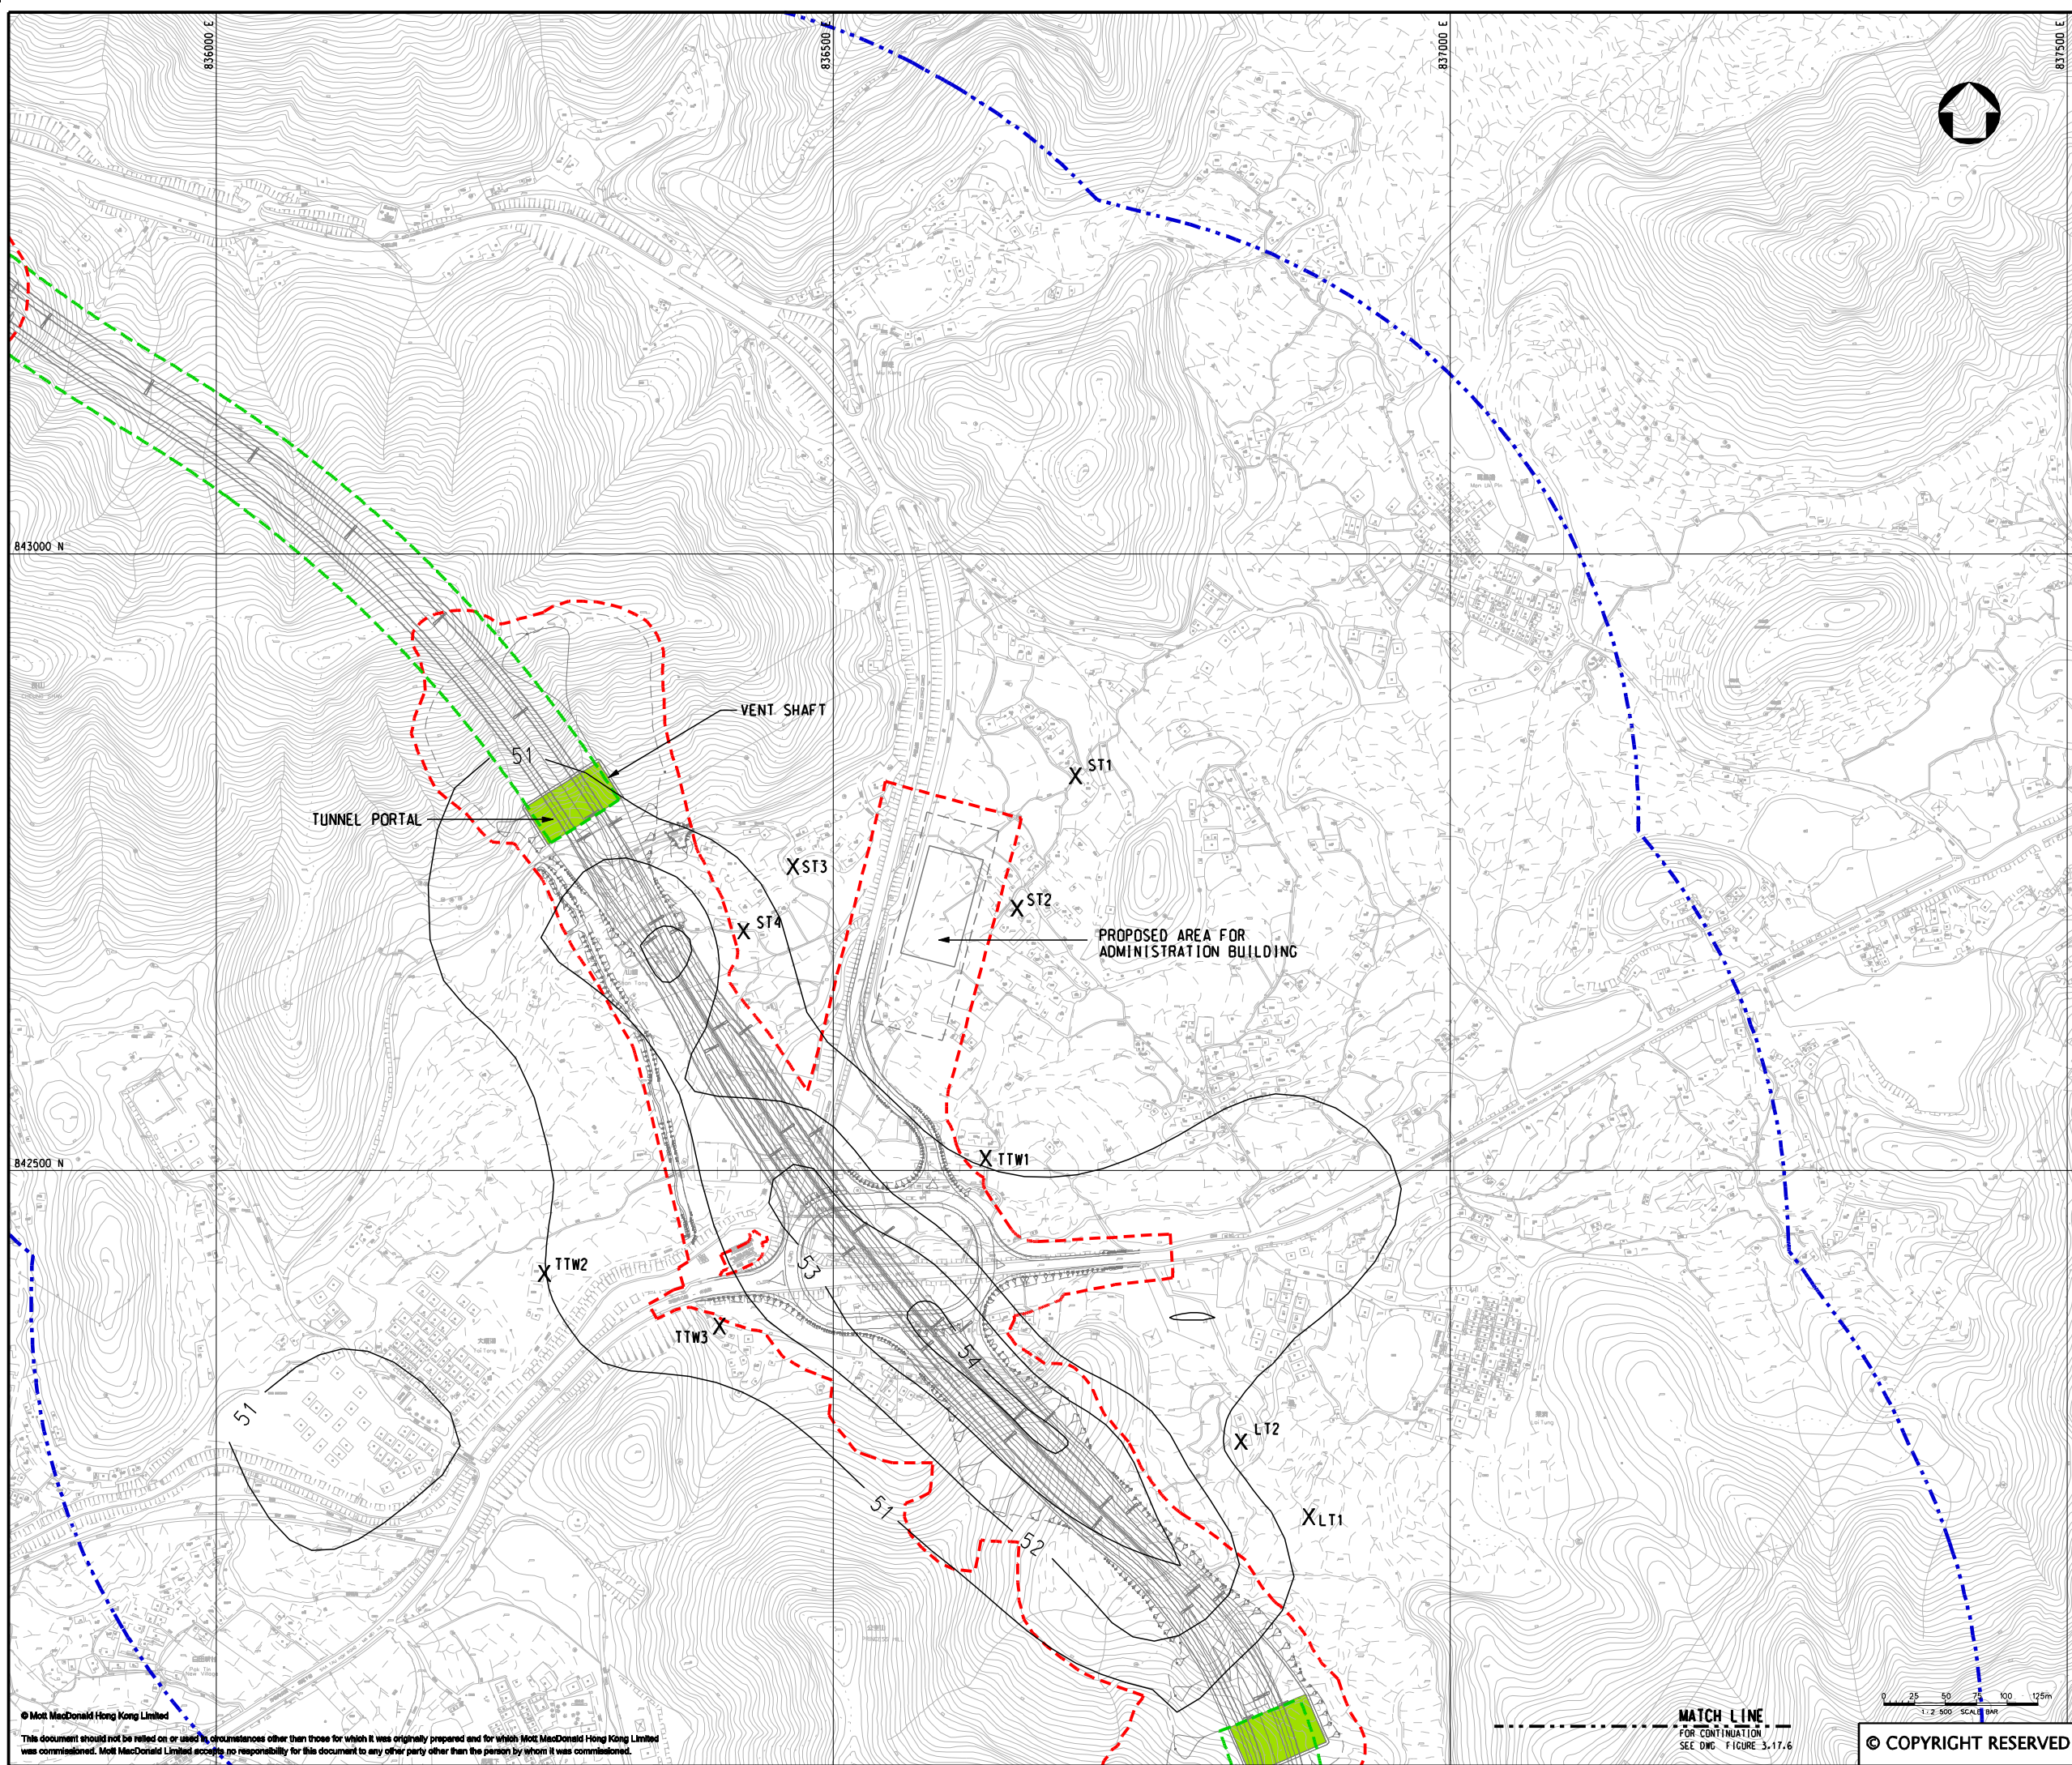 836000 E
836500 E
837000 E
837500 E
843000 N
VENT SHAFT
51
TUNNEL PORTAL
ST1
ST3
ST2
ST4
PROPOSED AREA FOR
ADMINISTRATION BUILDING
842500 N
TTW1
TTW2
53
TTW3
54
51
LT2
51
LT1
52
© Mott MacDonald Hong Kong Limited
This document should not be relied on or used in circumstances other than those for which it was originally prepared and for which Mott MacDonald Hong Kong Limited
was commissioned. Mott MacDonald Limited accepts no responsibility for this document to any other party other than the person by whom it was commissioned.
MATCH LINE
FOR CONTINUATION
SEE DWG FIGURE 3.17.6
0 25 50 75 100 125m
1 : 2 500 SCALE BAR
© COPYRIGHT RESERVED